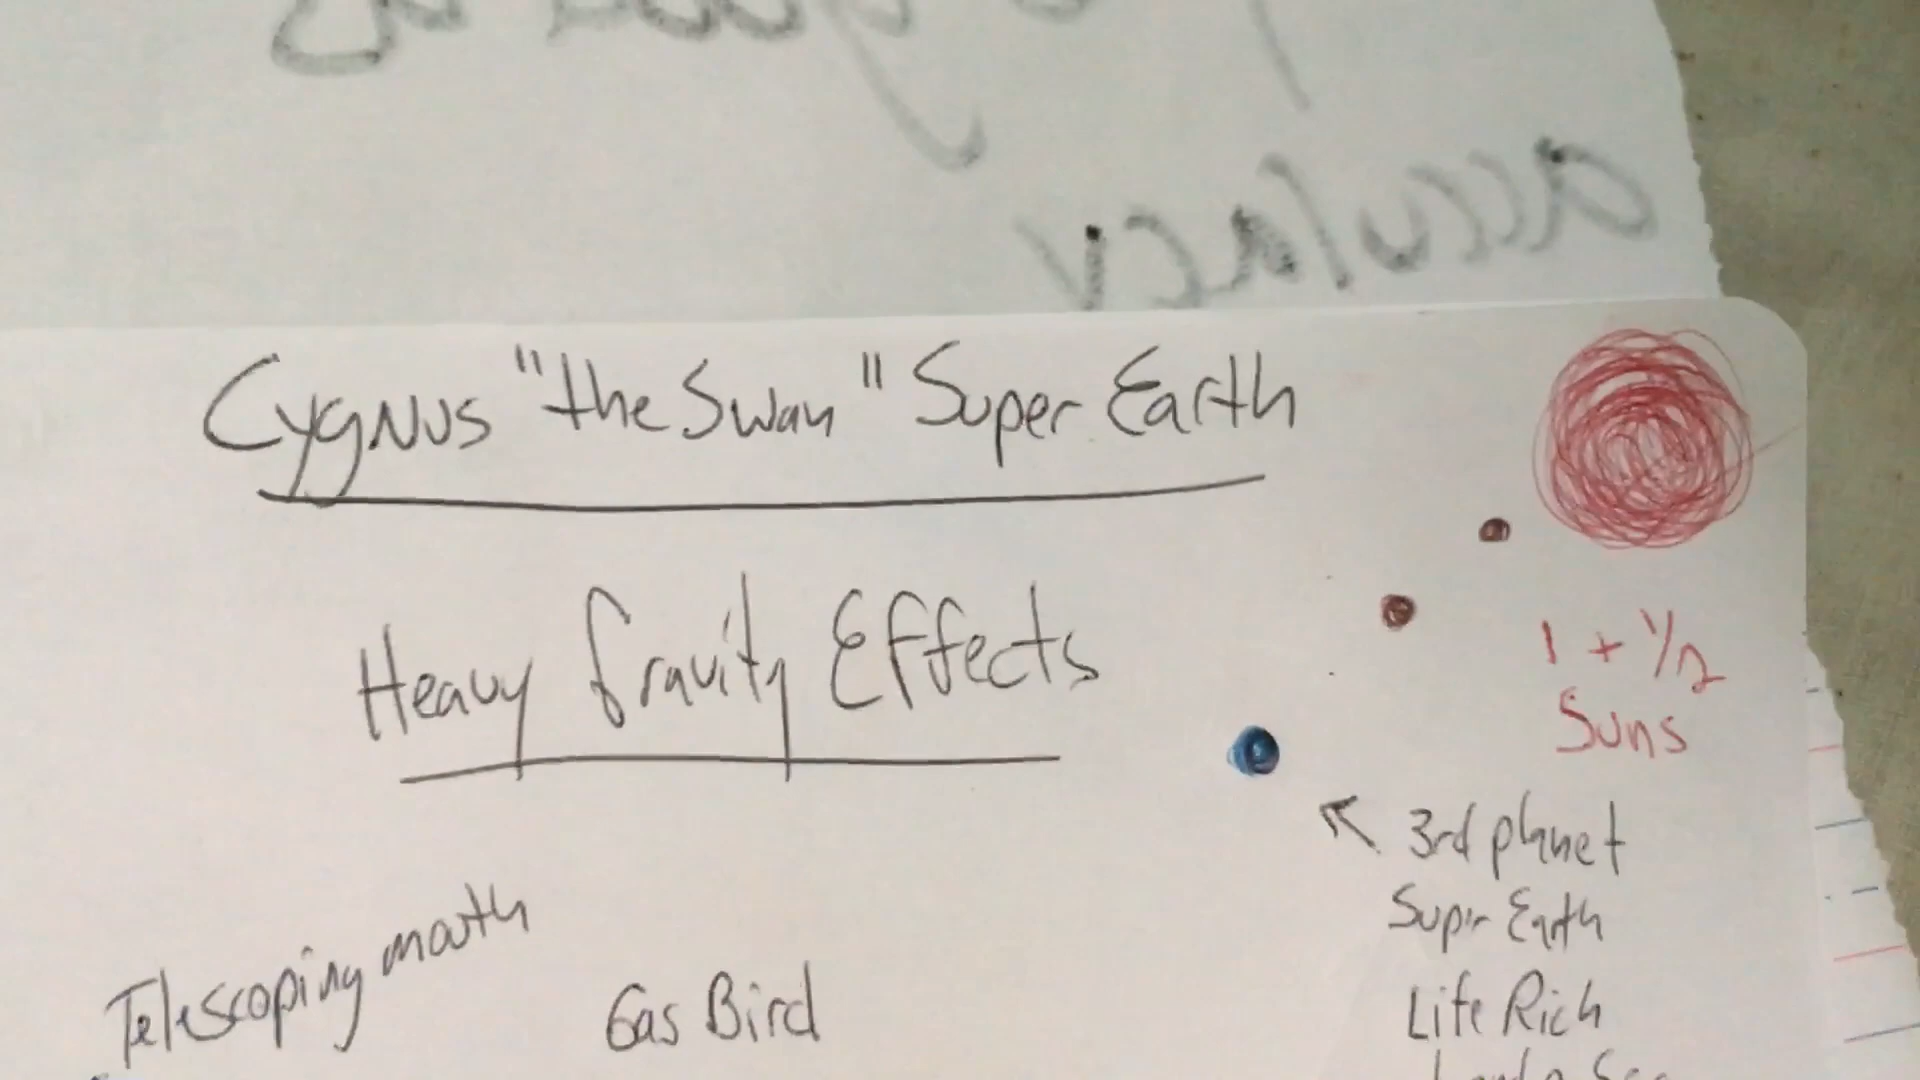 Cygnus "the Swan" Super Earth
Heavy Gravity Effects
1 + 1/2
Suns
3rd planet
Supr Earth
Life Rich
Telescoping mouth
Gas Bird